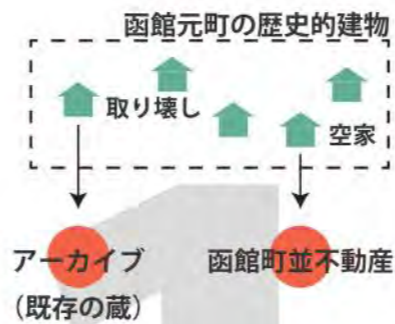 函館元町の歴史的建物
取り壊し
空家
アーカイブ
（既存の蔵）
函館町並不動産